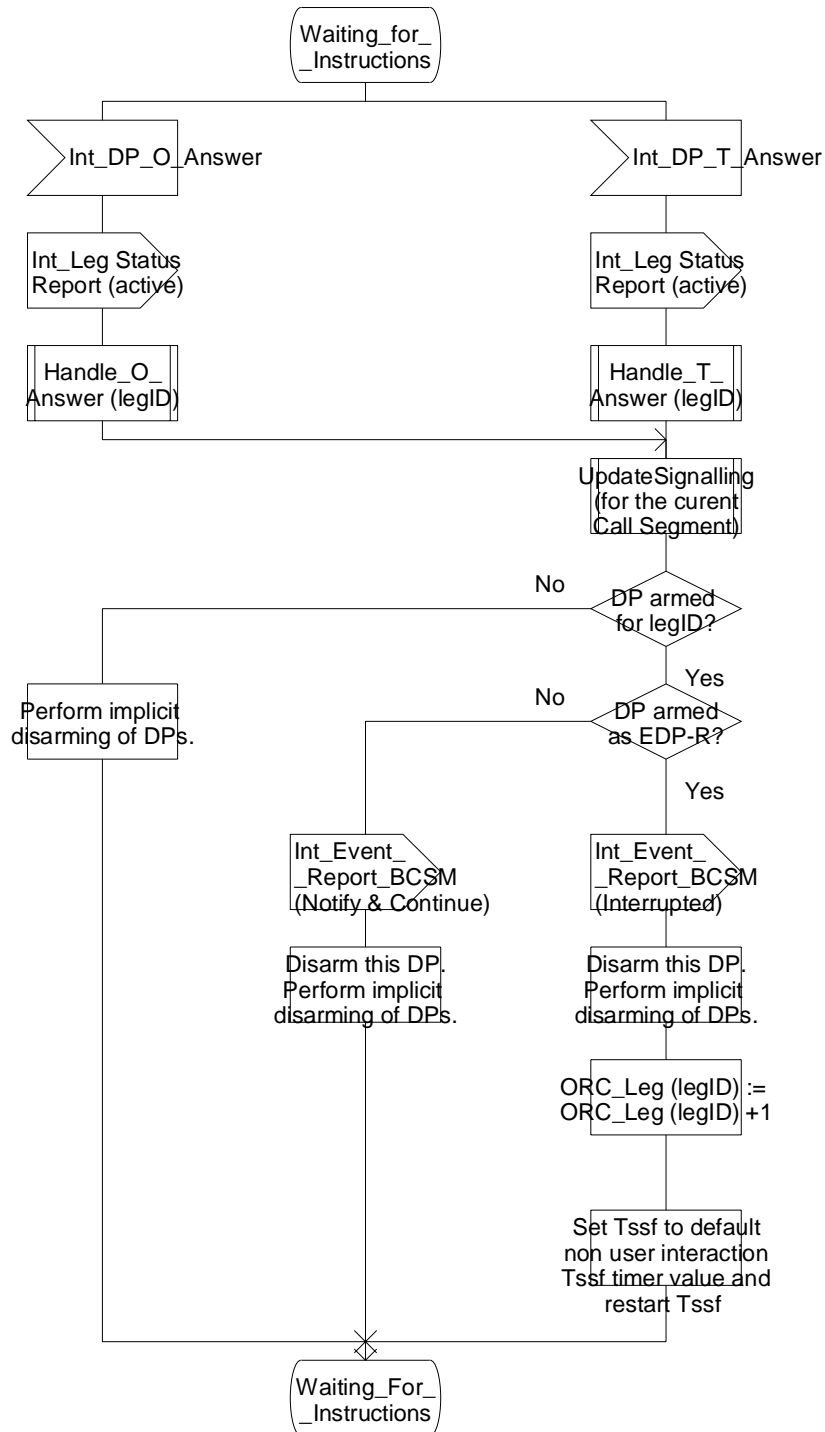 Waiting_for_
_Instructions
Int_DP_O_Answer
Int_DP_T_Answer
Int_Leg Status
Report (active)
Int_Leg Status
Report (active)
Handle_O_
Answer (legID)
Handle_T_
Answer (legID)
UpdateSignalling
(for the curent
Call Segment)
No
DP armed
for legID?
Yes
Perform implicit
disarming of DPs.
No
DP armed
as EDP-R?
Yes
Int_Event_
_Report_BCSM
(Notify & Continue)
Int_Event_
_Report_BCSM
(Interrupted)
Disarm this DP.
Perform implicit
disarming of DPs.
Disarm this DP.
Perform implicit
disarming of DPs.
ORC_Leg (legID) :=
ORC_Leg (legID) +1
Set Tssf to default
non user interaction
Tssf timer value and
restart Tssf
Waiting_For_
_Instructions